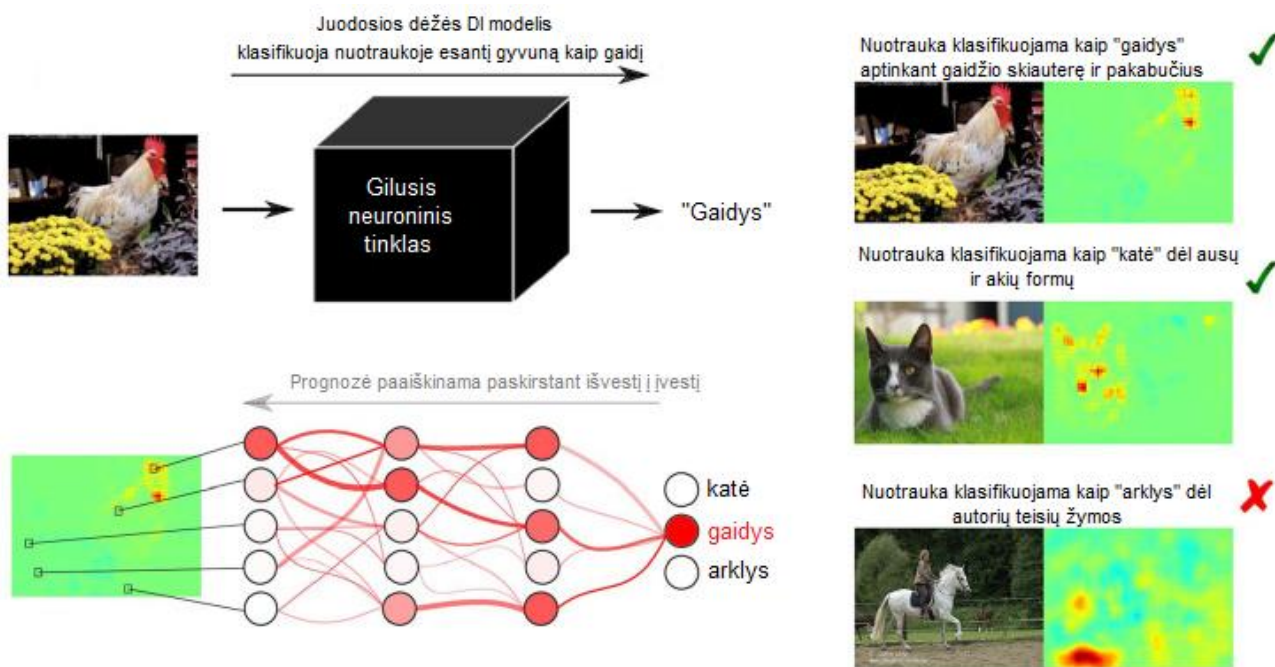 Juodosios dėžės DI modelis
klasifikuoja nuotraukoje esantį gyvuną kaip gaidį
Gilusis
neuroninis
tinklas
"Gaidys"
Prognozė paaiškinama paskirstant išvestį į įvestį
katė
gaidys
arklys
Nuotrauka klasifikuojama kaip "gaidys"
aptinkant gaidžio skiauterę ir pakabučius
Nuotrauka klasifikuojama kaip "katė" dėl ausų
ir akių formų
Nuotrauka klasifikuojama kaip "arklys" dėl
autorių teisių žymos